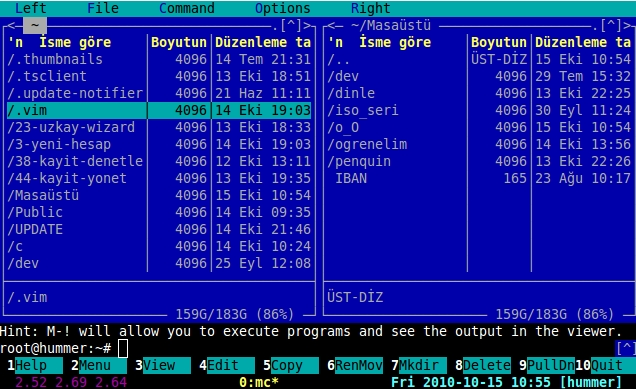 Left File Command Options Right
<─ ~ ─.[^]>
<─ ~/Masaüstü ─.[^]>
'n İsme göre Boyutun Düzenleme ta
/.thumbnails 4096 14 Tem 21:31
/.tsclient 4096 13 Eki 18:51
/.update-notifier 4096 21 Haz 11:11
/.vim 4096 14 Eki 19:03
/23-uzkay-wizard 4096 13 Eki 18:33
/3-yeni-hesap 4096 14 Eki 19:03
/38-kayit-denetle 4096 12 Eki 13:11
/44-kayit-yonet 4096 13 Eki 13:35
/Masaüstü 4096 15 Eki 10:54
/Public 4096 14 Eki 09:35
/UPDATE 4096 14 Eki 21:46
/c 4096 14 Eki 10:24
/dev 4096 25 Eyl 12:08
/.vim
159G/183G (86%)
'n İsme göre Boyutun Düzenleme ta
/.. ÜST-DİZ 15 Eki 10:54
/dev 4096 29 Tem 15:32
/dinle 4096 13 Eki 22:25
/iso_seri 4096 30 Eyl 11:24
/o_O 4096 15 Eki 10:54
/ogrenelim 4096 14 Eki 13:56
/penquin 4096 13 Eki 22:26
IBAN 165 23 Ağu 10:17
ÜST-DİZ
159G/183G (86%)
Hint: M-! will allow you to execute programs and see the output in the viewer.
root@hummer:~# [^]
1Help 2Menu 3View 4Edit 5Copy 6RenMov 7Mkdir 8Delete 9PullDn 10Quit
2.52 2.69 2.64 0:mc* Fri 2010-10-15 10:55 [hummer]